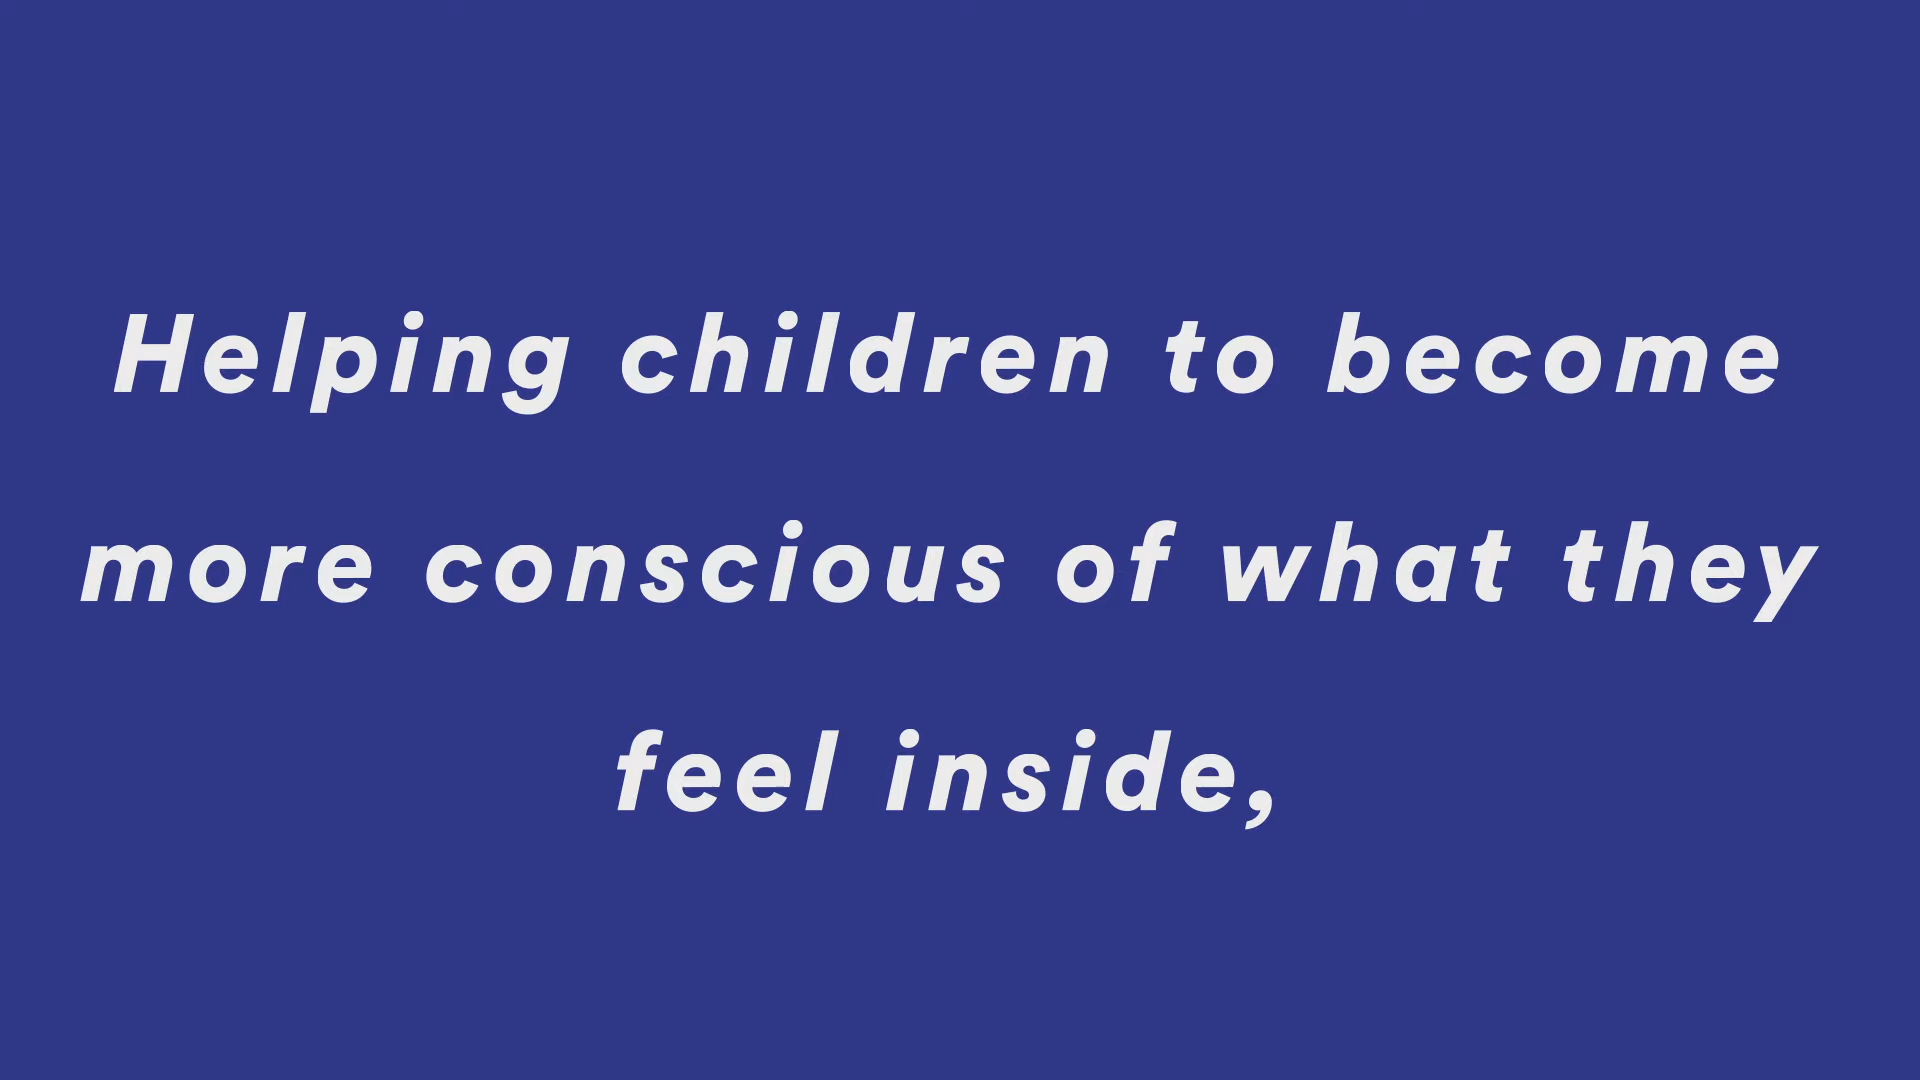 Helping children to become
more conscious of what they
feel inside,